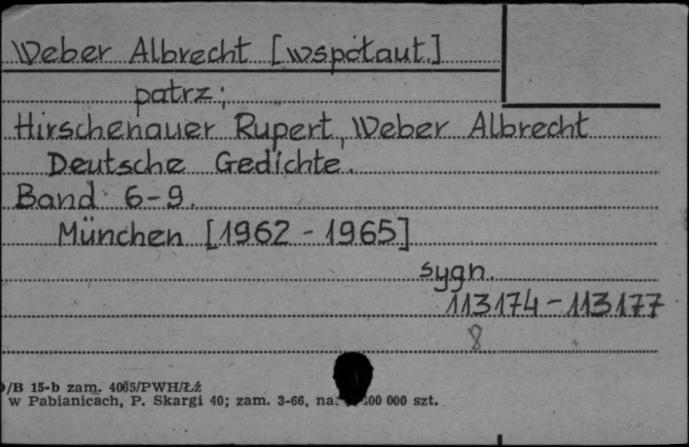 Weber Albrecht [współaut.]
patrz:
Hirschenauer Rupert, Weber Albrecht
Deutsche Gedichte.
Band 6-9.
München [1962 - 1965]
sygn.
113174 - 113177
8
/B 15-b zam. 4065/PWH/Łź
w Pabianicach, P. Skargi 40; zam. 3-66, na 000 szt.